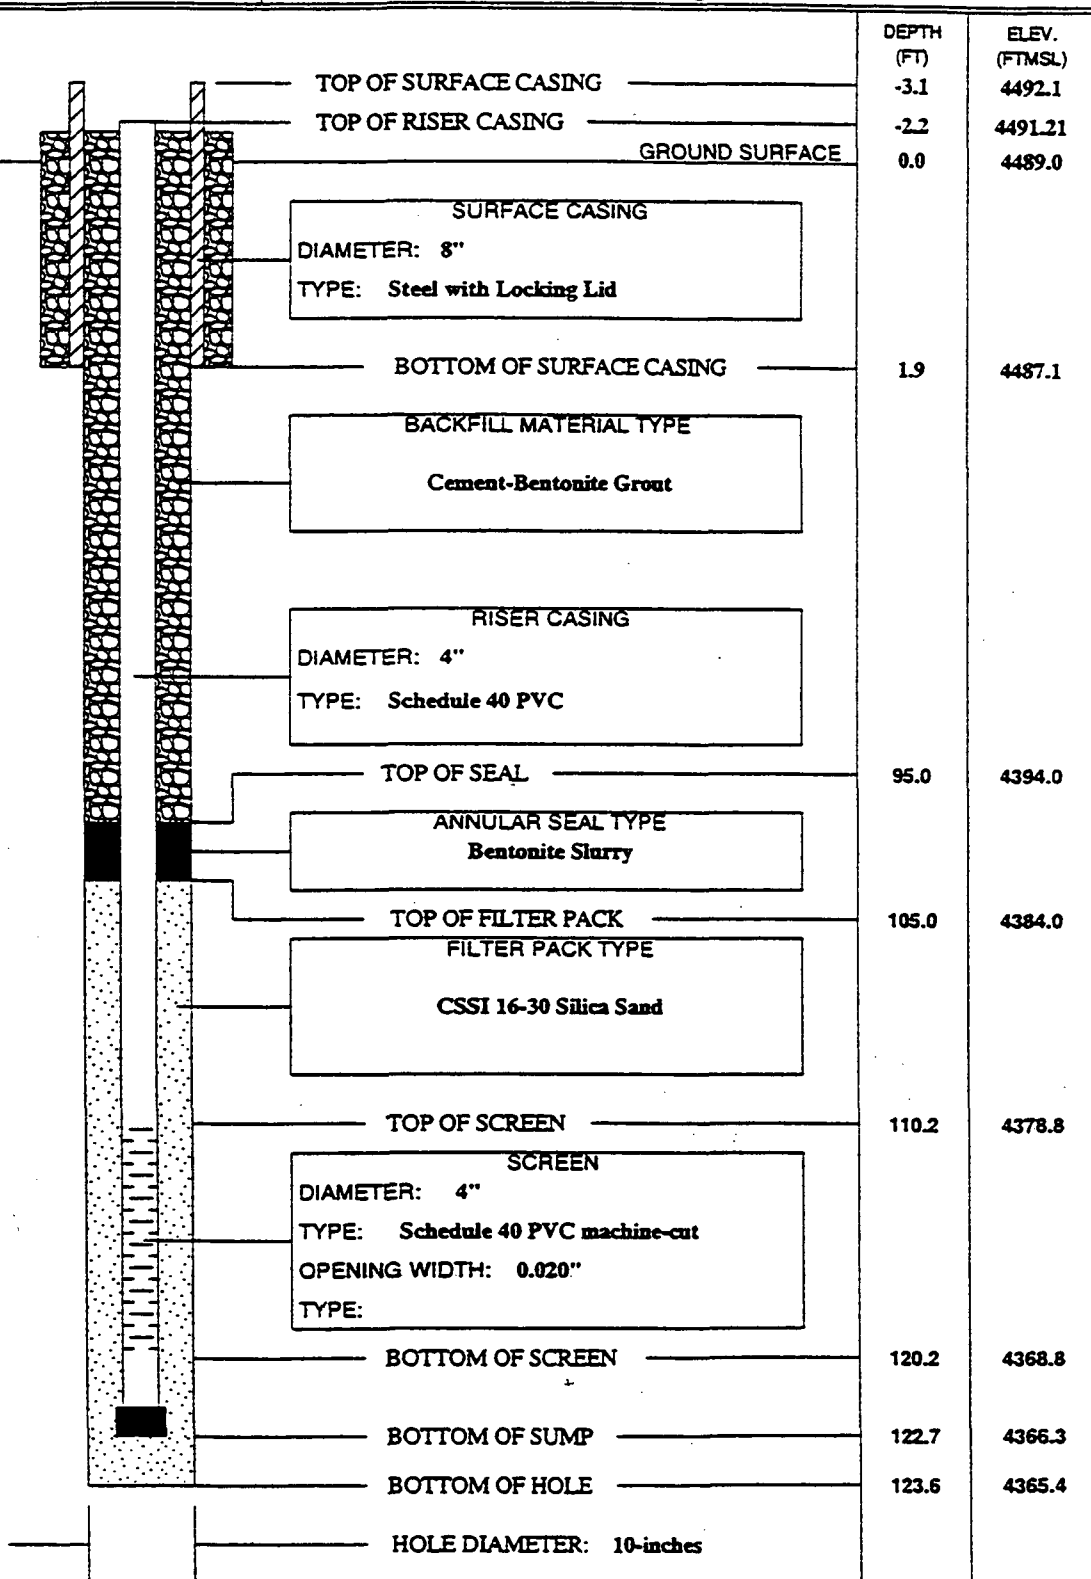 DEPTH (FT) ELEV. (FTMSL)
TOP OF SURFACE CASING -3.1 4492.1
TOP OF RISER CASING -2.2 4491.21
GROUND SURFACE 0.0 4489.0
SURFACE CASING
DIAMETER: 8"
TYPE: Steel with Locking Lid
BOTTOM OF SURFACE CASING 1.9 4487.1
BACKFILL MATERIAL TYPE
Cement-Bentonite Grout
RISER CASING
DIAMETER: 4"
TYPE: Schedule 40 PVC
TOP OF SEAL 95.0 4394.0
ANNULAR SEAL TYPE
Bentonite Slurry
TOP OF FILTER PACK 105.0 4384.0
FILTER PACK TYPE
CSSI 16-30 Silica Sand
TOP OF SCREEN 110.2 4378.8
SCREEN
DIAMETER: 4"
TYPE: Schedule 40 PVC machine-cut
OPENING WIDTH: 0.020"
TYPE:
BOTTOM OF SCREEN 120.2 4368.8
BOTTOM OF SUMP 122.7 4366.3
BOTTOM OF HOLE 123.6 4365.4
HOLE DIAMETER: 10-inches